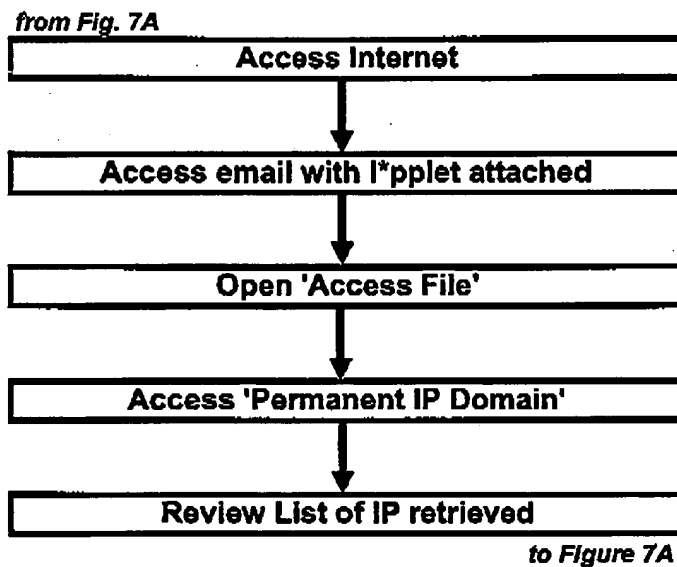 from Fig. 7A
Access Internet
Access email with I*pplet attached
Open 'Access File'
Access 'Permanent IP Domain'
Review List of IP retrieved
to Figure 7A